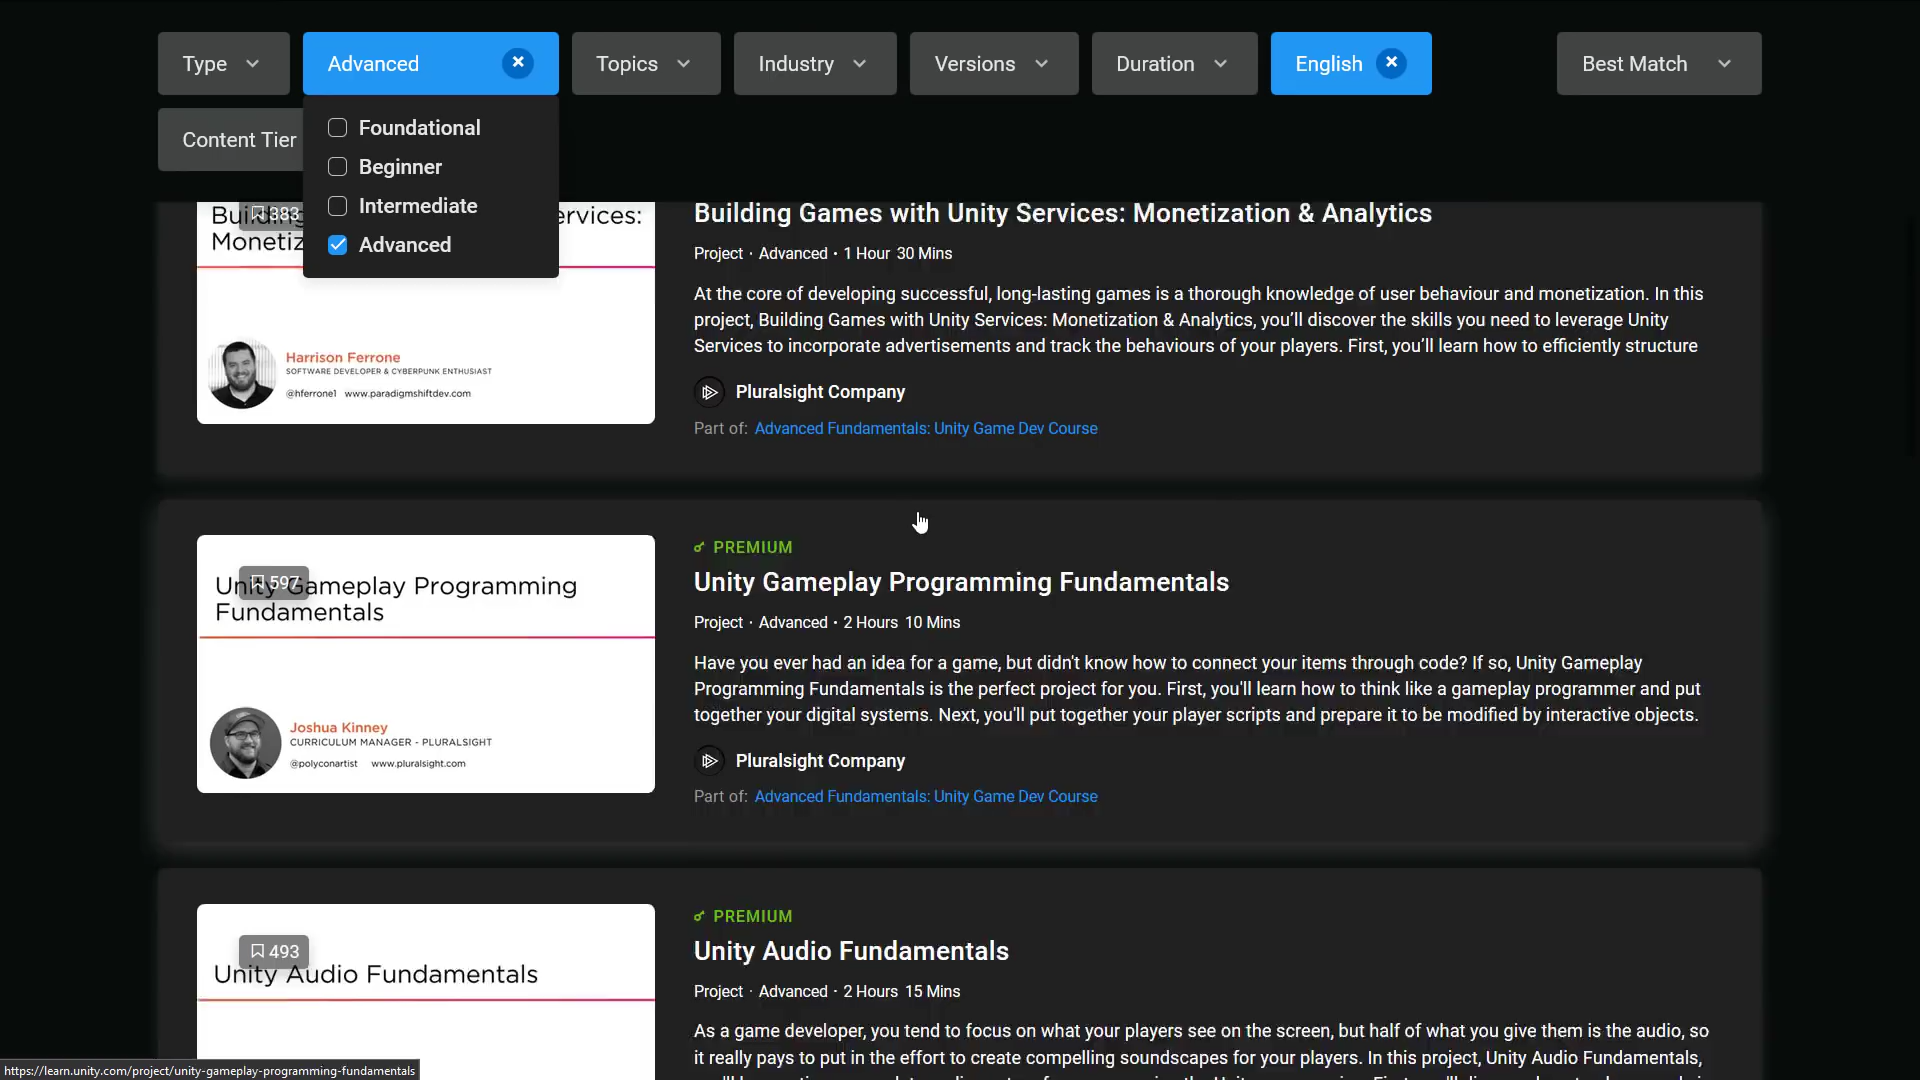 Type
Advanced
Topics
Industry
Versions
Duration
English
Best Match
Content Tier
Foundational
Beginner
Intermediate
Advanced
383
ervices:
Monetiz
Harrison Ferrone
SOFTWARE DEVELOPER & CYBERPUNK ENTHUSIAST
@hferrone1 www.paradigmshiftdev.com
Building Games with Unity Services: Monetization & Analytics
Project · Advanced · 1 Hour 30 Mins
At the core of developing successful, long-lasting games is a thorough knowledge of user behaviour and monetization. In this
project, Building Games with Unity Services: Monetization & Analytics, you’ll discover the skills you need to leverage Unity
Services to incorporate advertisements and track the behaviours of your players. First, you’ll learn how to efficiently structure
Pluralsight Company
Part of: Advanced Fundamentals: Unity Game Dev Course
597
Unity Gameplay Programming
Fundamentals
Joshua Kinney
CURRICULUM MANAGER - PLURALSIGHT
@polyconartist www.pluralsight.com
PREMIUM
Unity Gameplay Programming Fundamentals
Project · Advanced · 2 Hours 10 Mins
Have you ever had an idea for a game, but didn't know how to connect your items through code? If so, Unity Gameplay
Programming Fundamentals is the perfect project for you. First, you'll learn how to think like a gameplay programmer and put
together your digital systems. Next, you'll put together your player scripts and prepare it to be modified by interactive objects.
Pluralsight Company
Part of: Advanced Fundamentals: Unity Game Dev Course
493
Unity Audio Fundamentals
PREMIUM
Unity Audio Fundamentals
Project · Advanced · 2 Hours 15 Mins
As a game developer, you tend to focus on what your players see on the screen, but half of what you give them is the audio, so
it really pays to put in the effort to create compelling soundscapes for your players. In this project, Unity Audio Fundamentals,
https://learn.unity.com/project/unity-gameplay-programming-fundamentals